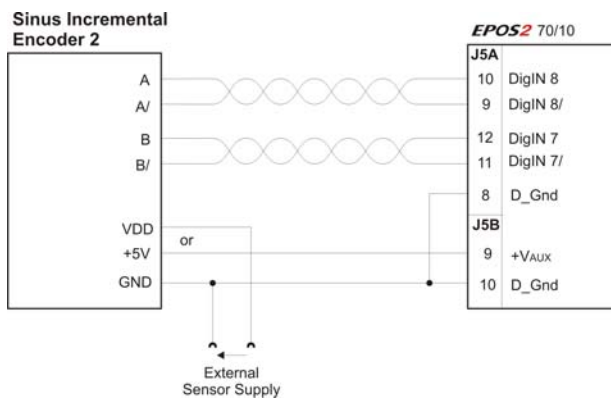 Sinus Incremental
Encoder 2
EPOS2 70/10
J5A
A 10 DigIN 8
A/ 9 DigIN 8/
B 12 DigIN 7
B/ 11 DigIN 7/
8 D_Gnd
J5B
VDD
or
+5V 9 +VAUX
GND 10 D_Gnd
External
Sensor Supply